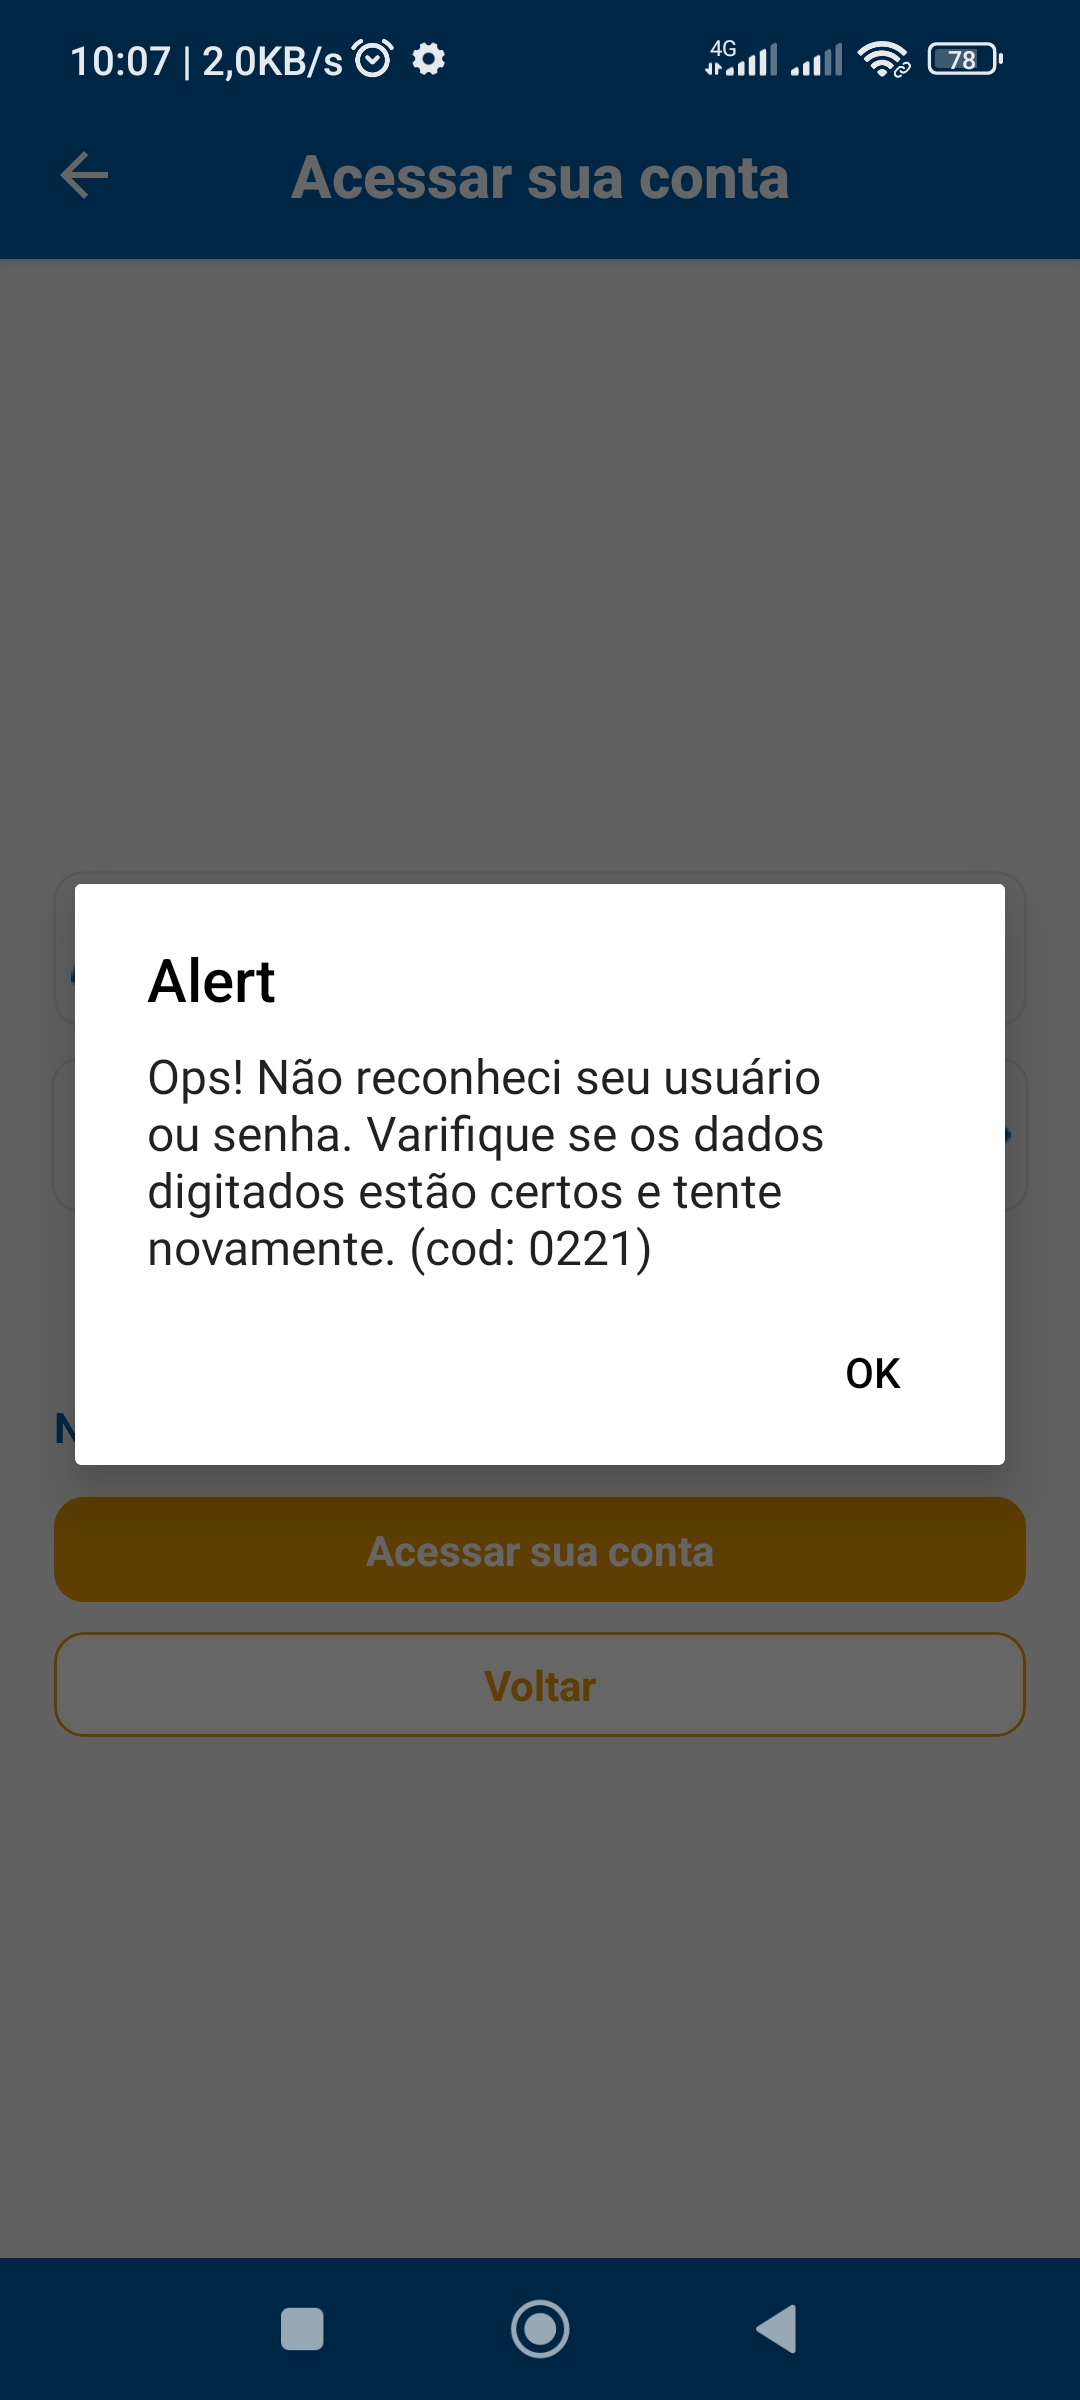 10:07 | 2,0KB/s 4G 78
Acessar sua conta
Alert
Ops! Não reconheci seu usuário
ou senha. Varifique se os dados
digitados estão certos e tente
novamente. (cod: 0221)
OK
N
Acessar sua conta
Voltar